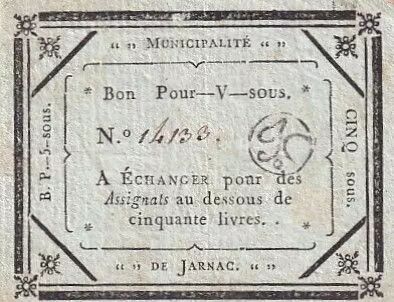 “ ” Municipalité “ ”
B. P.—5—sous.
* Bon Pour—V—sous. *
N.º 14133.
A Échanger pour des
Assignats au dessous de
* cinquante livres. . *
CINQ sous.
“ ” de Jarnac. “ ”